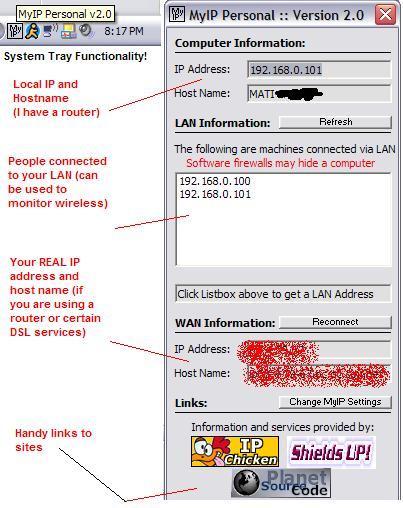 MyIP Personal v2.0
8:17 PM
System Tray Functionality!
Local IP and
Hostname
(I have a router)
People connected
to your LAN (can
be used to
monitor wireless)
Your REAL IP
address and
host name (if
you are using a
router or certain
DSL services)
Handy links to
sites
MyIP Personal :: Version 2.0
Computer Information:
IP Address: 192.168.0.101
Host Name: MATI
LAN Information: Refresh
The following are machines connected via LAN
Software firewalls may hide a computer
192.168.0.100
192.168.0.101
Click Listbox above to get a LAN Address
WAN Information: Reconnect
IP Address:
Host Name:
Links: Change MyIP Settings
Information and services provided by:
IP Chicken
Shields UP!
Planet Source Code